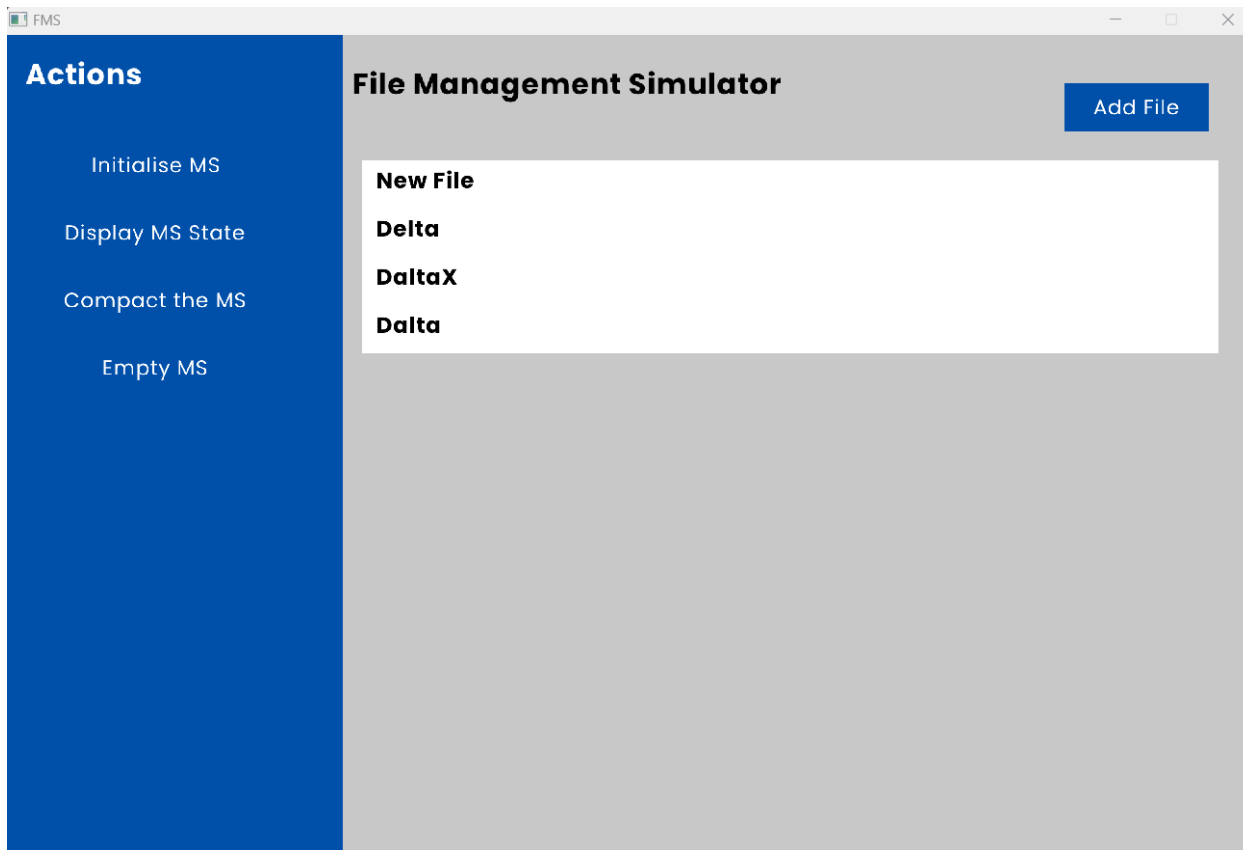 FMS
Actions
Initialise MS
Display MS State
Compact the MS
Empty MS
File Management Simulator
Add File
New File
Delta
DaltaX
Dalta